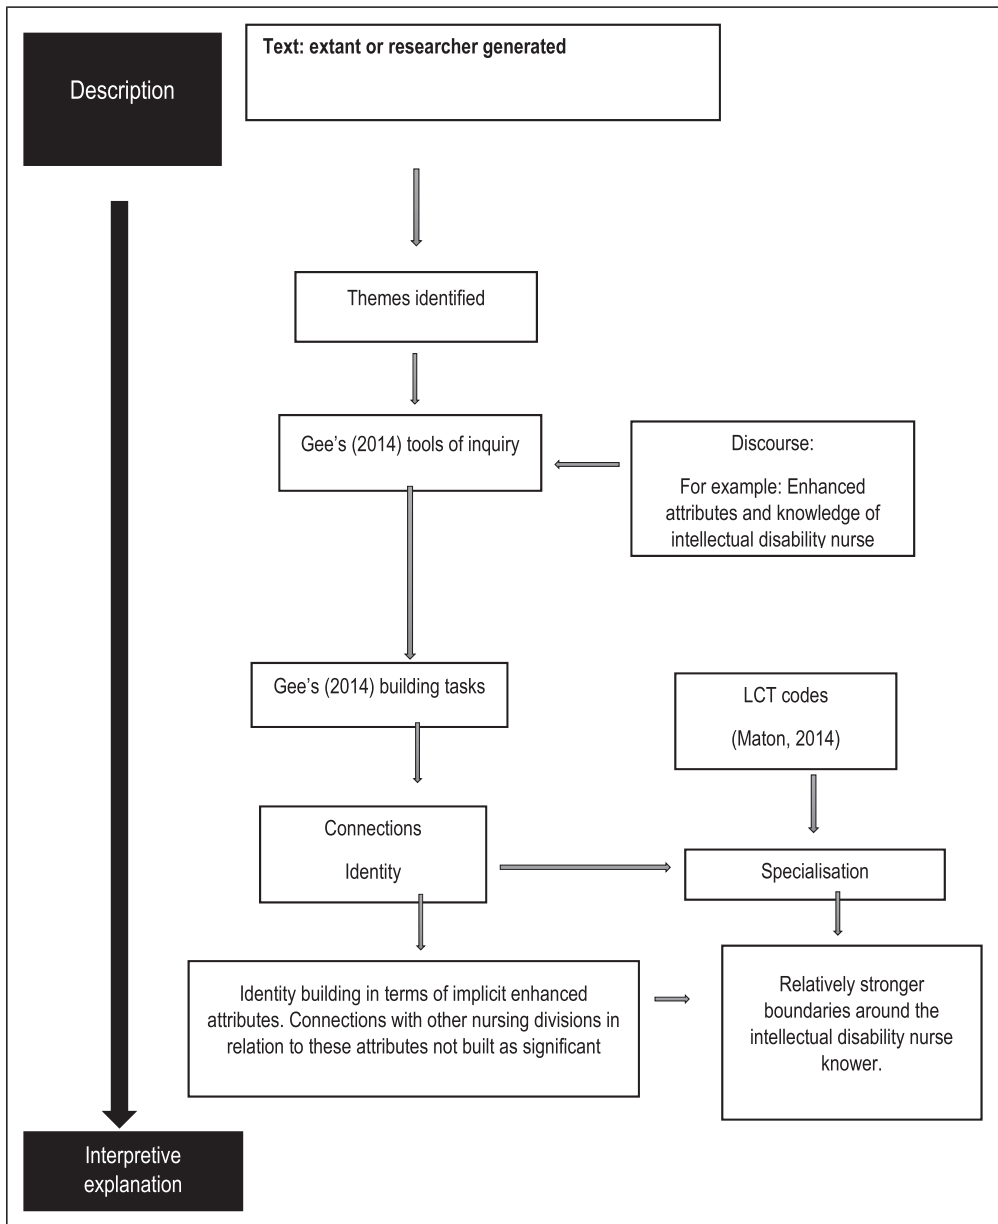 Description
Text: extant or researcher generated
Themes identified
Gee's (2014) tools of inquiry
Discourse:
For example: Enhanced
attributes and knowledge of
intellectual disability nurse
Gee's (2014) building tasks
LCT codes
(Maton, 2014)
Connections
Identity
Specialisation
Identity building in terms of implicit enhanced
attributes. Connections with other nursing divisions in
relation to these attributes not built as significant
Relatively stronger
boundaries around the
intellectual disability nurse
knower.
Interpretive
explanation